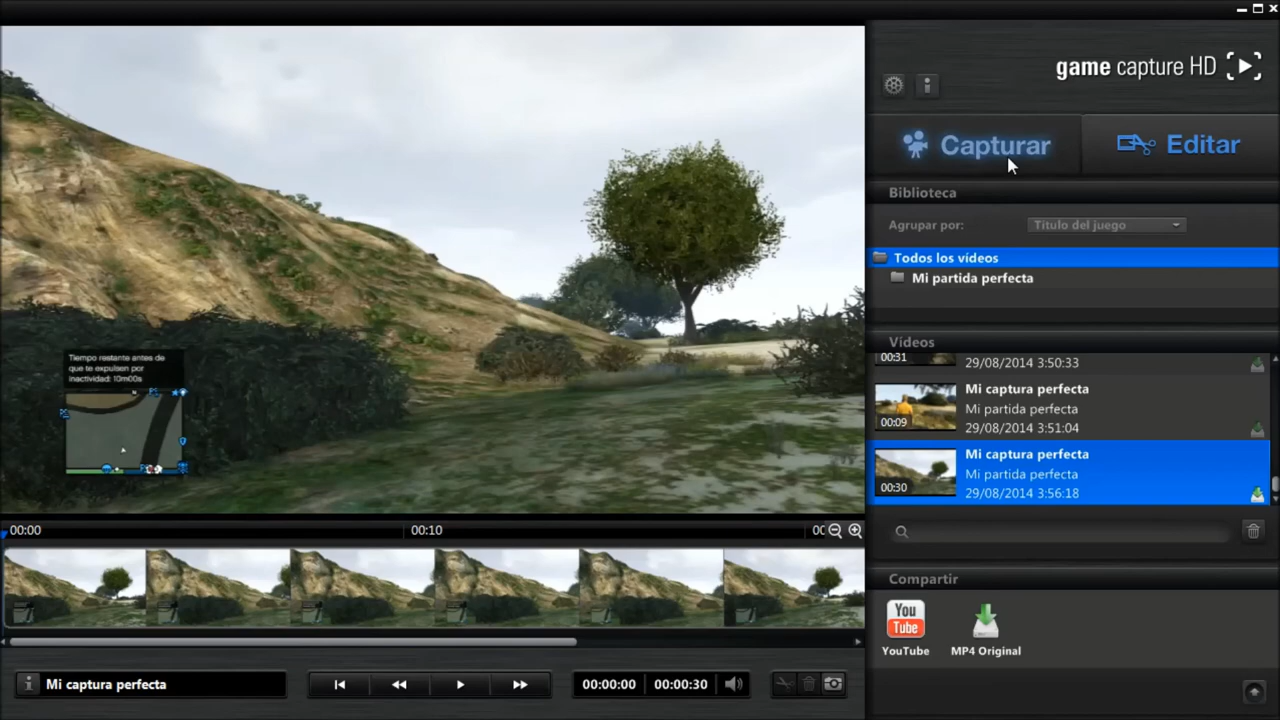 game capture HD
Capturar
Editar
Biblioteca
Agrupar por:
Título del juego
Todos los vídeos
Mi partida perfecta
Vídeos
00:31
29/08/2014 3:50:33
Mi captura perfecta
Mi partida perfecta
00:09
29/08/2014 3:51:04
Mi captura perfecta
Mi partida perfecta
00:30
29/08/2014 3:56:18
Tiempo restante antes de
que te expulsen por
inactividad: 10m00s
00:00
00:10
Compartir
You
Tube
YouTube
MP4 Original
Mi captura perfecta
00:00:00
00:00:30